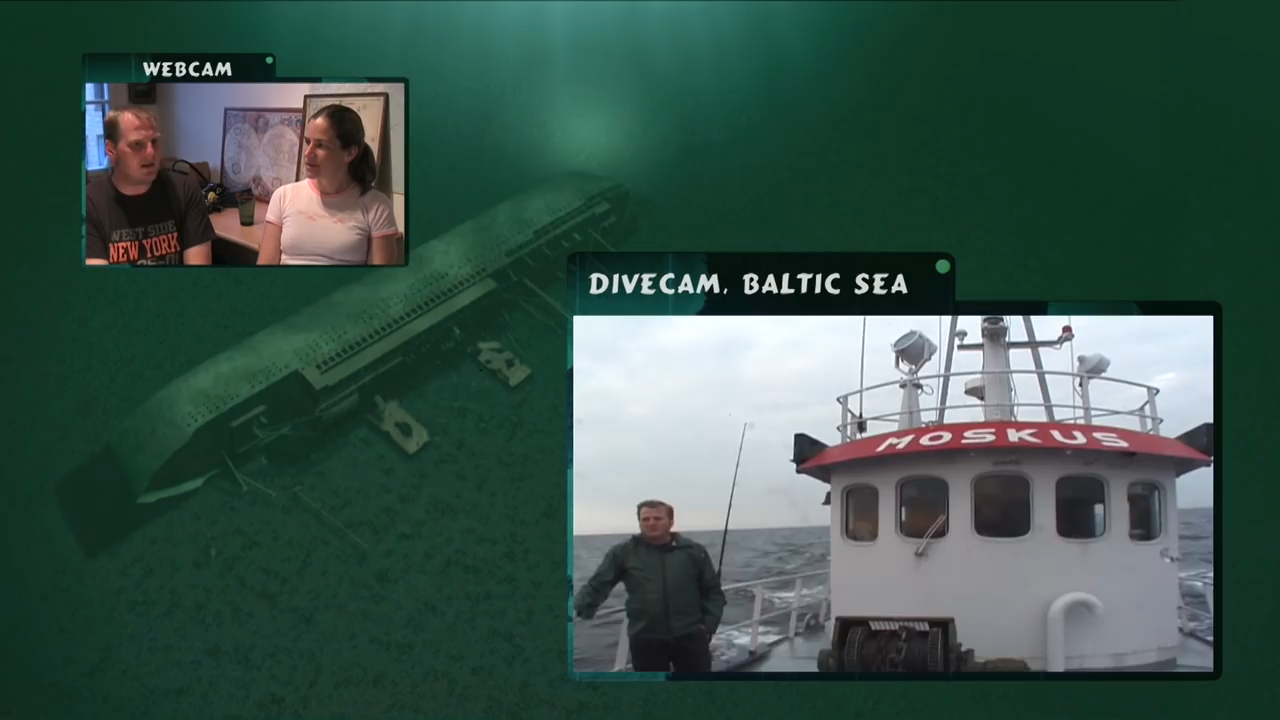 WEBCAM
WEST SIDE
NEW YORK
DIVECAM, BALTIC SEA
MOSKUS